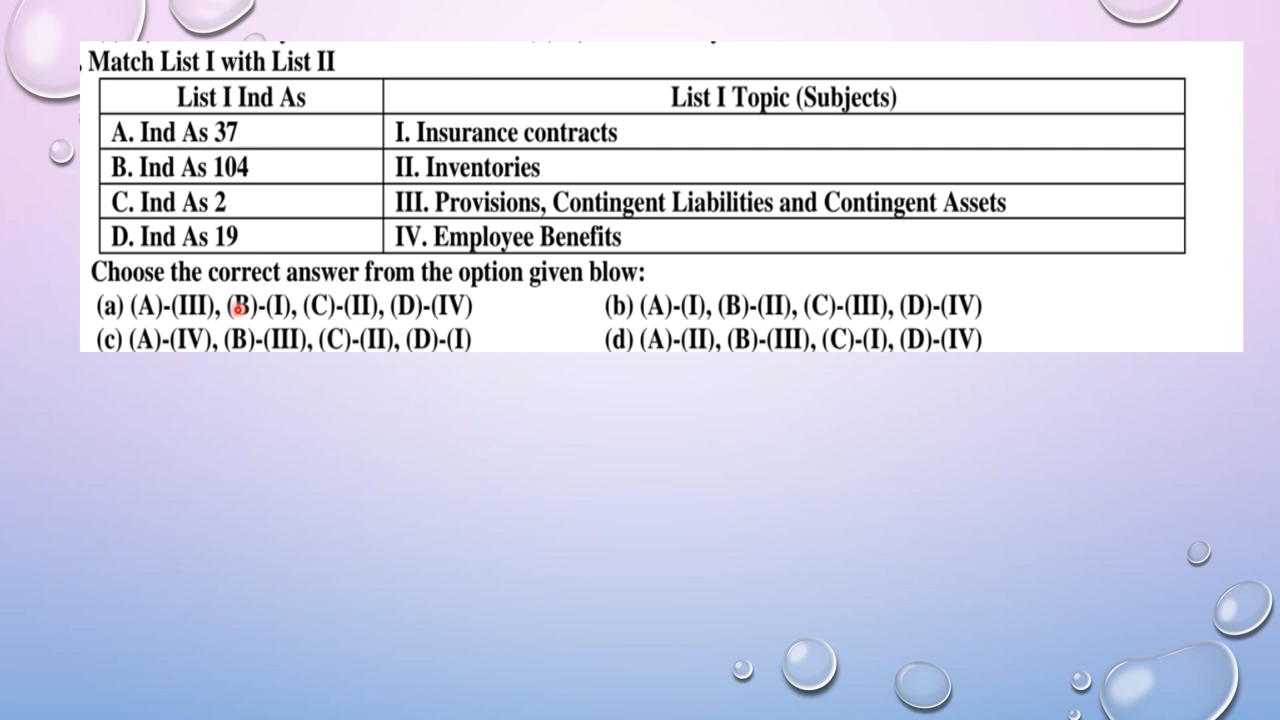 Match List I with List II
List I Ind As List I Topic (Subjects)
A. Ind As 37 I. Insurance contracts
B. Ind As 104 II. Inventories
C. Ind As 2 III. Provisions, Contingent Liabilities and Contingent Assets
D. Ind As 19 IV. Employee Benefits
Choose the correct answer from the option given blow:
(a) (A)-(III), (B)-(I), (C)-(II), (D)-(IV) (b) (A)-(I), (B)-(II), (C)-(III), (D)-(IV)
(c) (A)-(IV), (B)-(III), (C)-(II), (D)-(I) (d) (A)-(II), (B)-(III), (C)-(I), (D)-(IV)